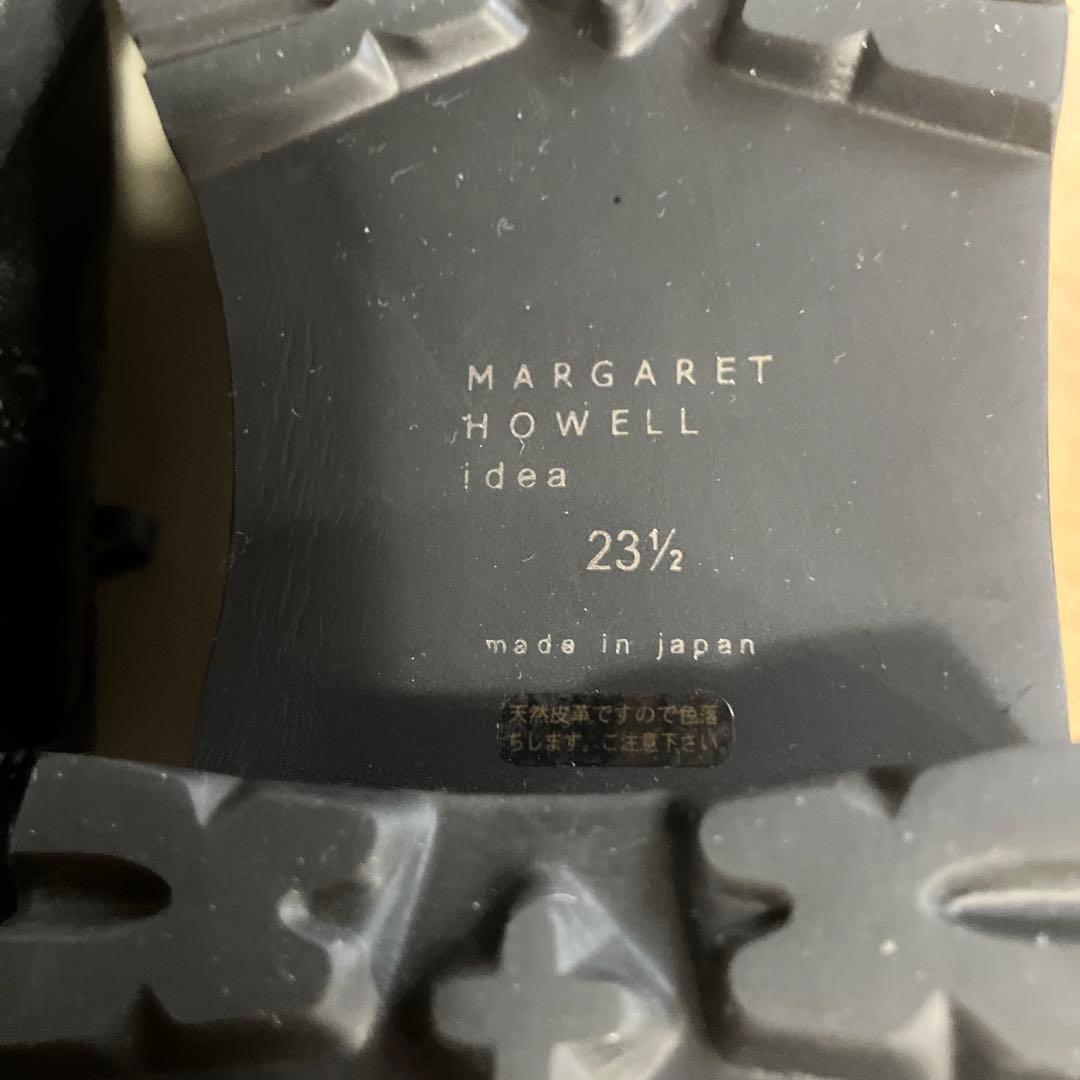 MARGARET
HOWELL
idea
23½
made in japan
天然皮革ですので色落
ちします。ご注意下さい